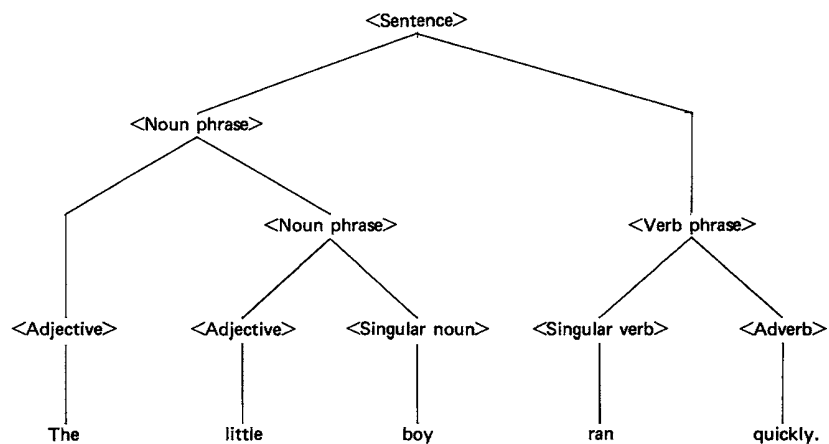 <Sentence>
<Noun phrase>
<Noun phrase> <Verb phrase>
<Adjective> <Adjective> <Singular noun> <Singular verb> <Adverb>
The little boy ran quickly.